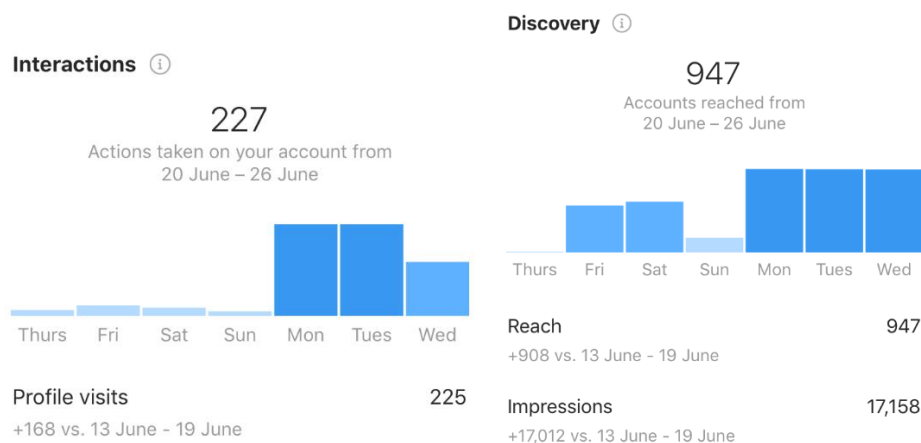 Interactions
227
Actions taken on your account from
20 June – 26 June
Thurs Fri Sat Sun Mon Tues Wed
Profile visits 225
+168 vs. 13 June - 19 June
Discovery
947
Accounts reached from
20 June – 26 June
Thurs Fri Sat Sun Mon Tues Wed
Reach 947
+908 vs. 13 June - 19 June
Impressions 17,158
+17,012 vs. 13 June - 19 June